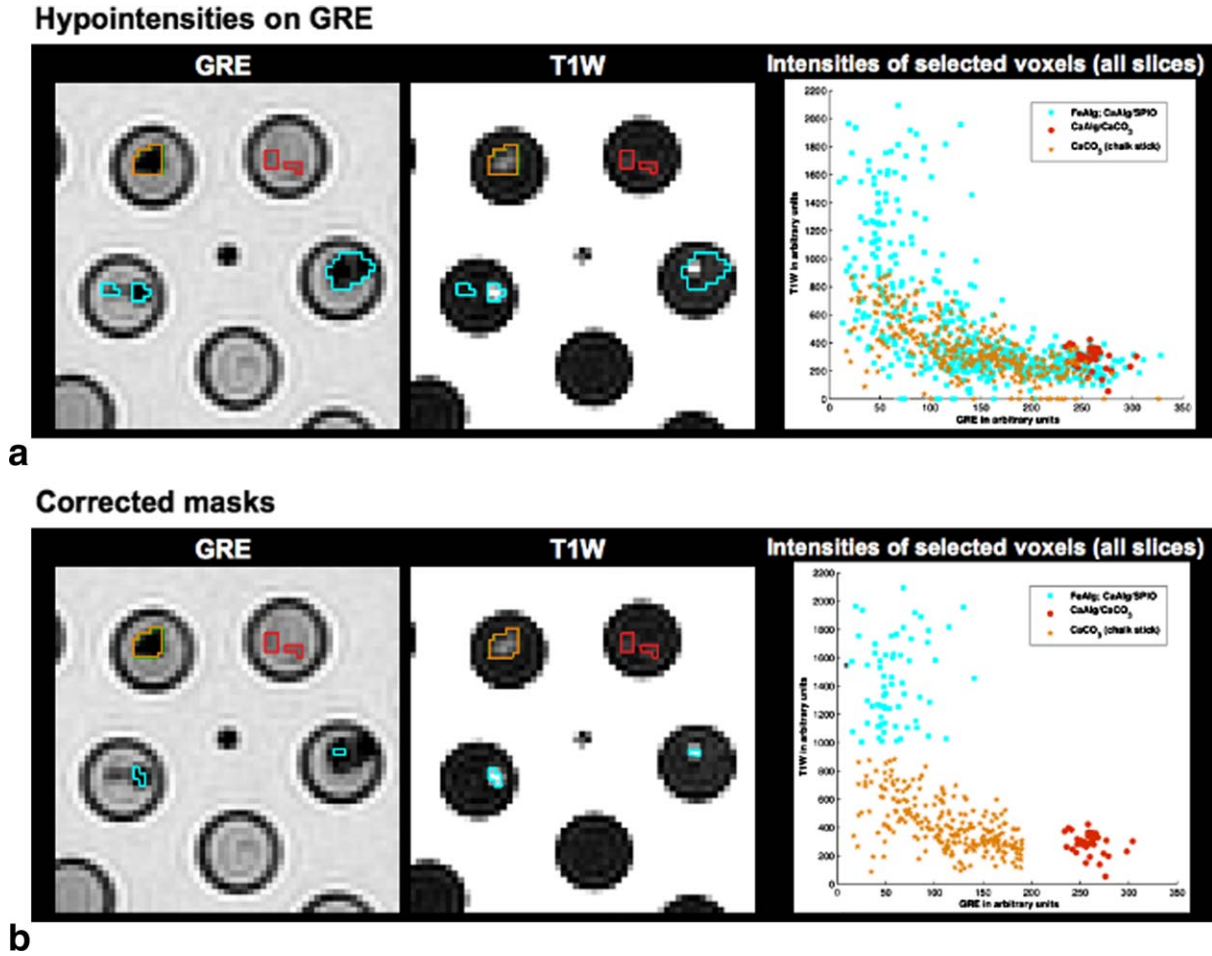 Hypointensities on GRE
GRE
T1W
Intensities of selected voxels (all slices)
2200
2000
1800
1600
1400
1200
1000
800
600
400
200
0
T1W in arbitrary units
FeAlg; CaAlg/SPIO
CaAlg/CaCO3
CaCO3 (chalk stick)
0 50 100 150 200 250 300 350
GRE in arbitrary units
a
Corrected masks
GRE
T1W
Intensities of selected voxels (all slices)
2200
2000
1800
1600
1400
1200
1000
800
600
400
200
0
T1W in arbitrary units
FeAlg; CaAlg/SPIO
CaAlg/CaCO3
CaCO3 (chalk stick)
0 50 100 150 200 250 300 350
GRE in arbitrary units
b